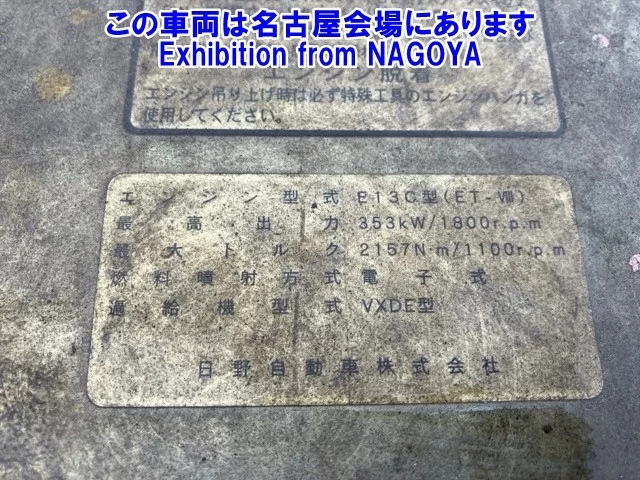 この車両は名古屋会場にあります
Exhibition from NAGOYA
エンジン脱着
エンジン吊り上げ時は必ず特殊工具のエンジンハンガを
使用してください。
エンジン型式 E13C型(ET-Ⅷ)
最高出力 353kW/1800r.p.m
最大トルク 2157N·m/1100r.p.m
燃料噴射方式 電子式
過給機型式 VXDE型
日野自動車株式会社